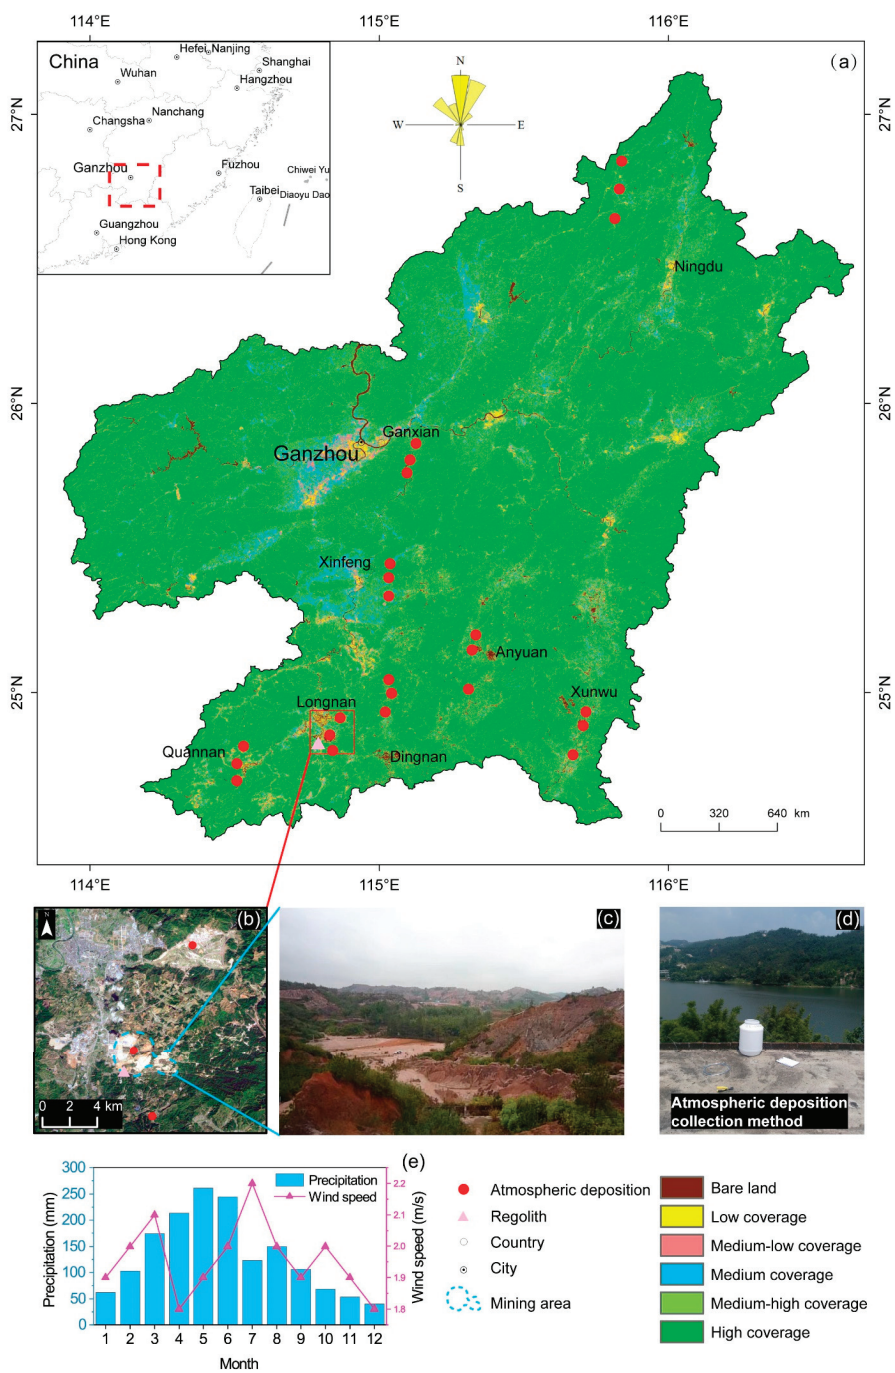 114°E
115°E
116°E
China
Hefei
Nanjing
Shanghai
Wuhan
Hangzhou
Nanchang
Changsha
Ganzhou
Fuzhou
Chiwei Yu
Taibei
Diaoyu Dao
Guangzhou
Hong Kong
N
W
E
S
(a)
27°N
27°N
Ningdu
26°N
26°N
Ganxian
Ganzhou
Xinfeng
Anyuan
25°N
25°N
Xunwu
Longnan
Quannan
Dingnan
0 320 640 km
114°E
115°E
116°E
N
(b)
0 2 4 km
(c)
(d)
Atmospheric deposition
collection method
(e)
Precipitation
Wind speed
Precipitation (mm)
300
250
200
150
100
50
0
Wind speed (m/s)
2.2
2.1
2.0
1.9
1.8
1 2 3 4 5 6 7 8 9 10 11 12
Month
Atmospheric deposition
Regolith
Country
City
Mining area
Bare land
Low coverage
Medium-low coverage
Medium coverage
Medium-high coverage
High coverage